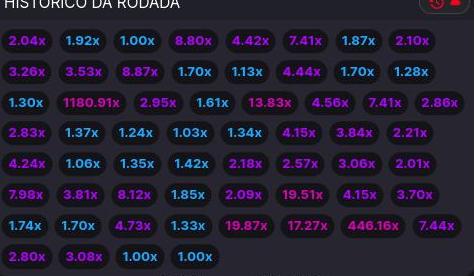 HISTÓRICO DA RODADA
2.04x 1.92x 1.00x 8.80x 4.42x 7.41x 1.87x 2.10x
3.26x 3.53x 8.87x 1.70x 1.13x 4.44x 1.70x 1.28x
1.30x 1180.91x 2.95x 1.61x 13.83x 4.56x 7.41x 2.86x
2.83x 1.37x 1.24x 1.03x 1.34x 4.15x 3.84x 2.21x
4.24x 1.06x 1.35x 1.42x 2.18x 2.57x 3.06x 2.01x
7.98x 3.81x 8.12x 1.85x 2.09x 19.51x 4.15x 3.70x
1.74x 1.70x 4.73x 1.33x 19.87x 17.27x 446.16x 7.44x
2.80x 3.08x 1.00x 1.00x